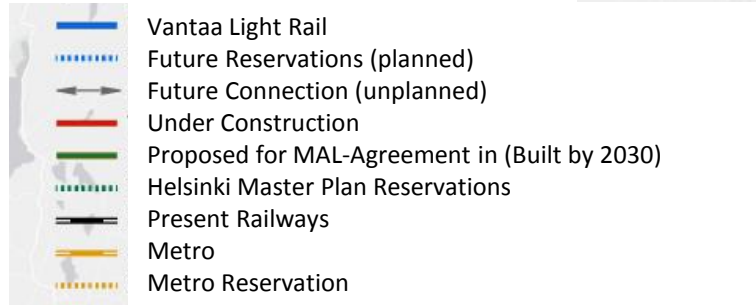 Vantaa Light Rail
Future Reservations (planned)
Future Connection (unplanned)
Under Construction
Proposed for MAL-Agreement in (Built by 2030)
Helsinki Master Plan Reservations
Present Railways
Metro
Metro Reservation